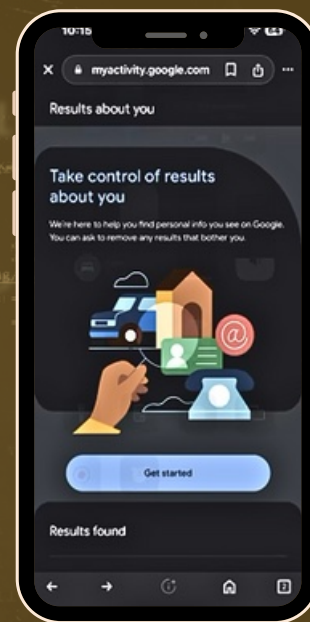 10:15
myactivity.google.com
Results about you
Take control of results
about you
We're here to help you find personal info you see on Google.
You can ask to remove any results that bother you.
@
Get started
Results found
2